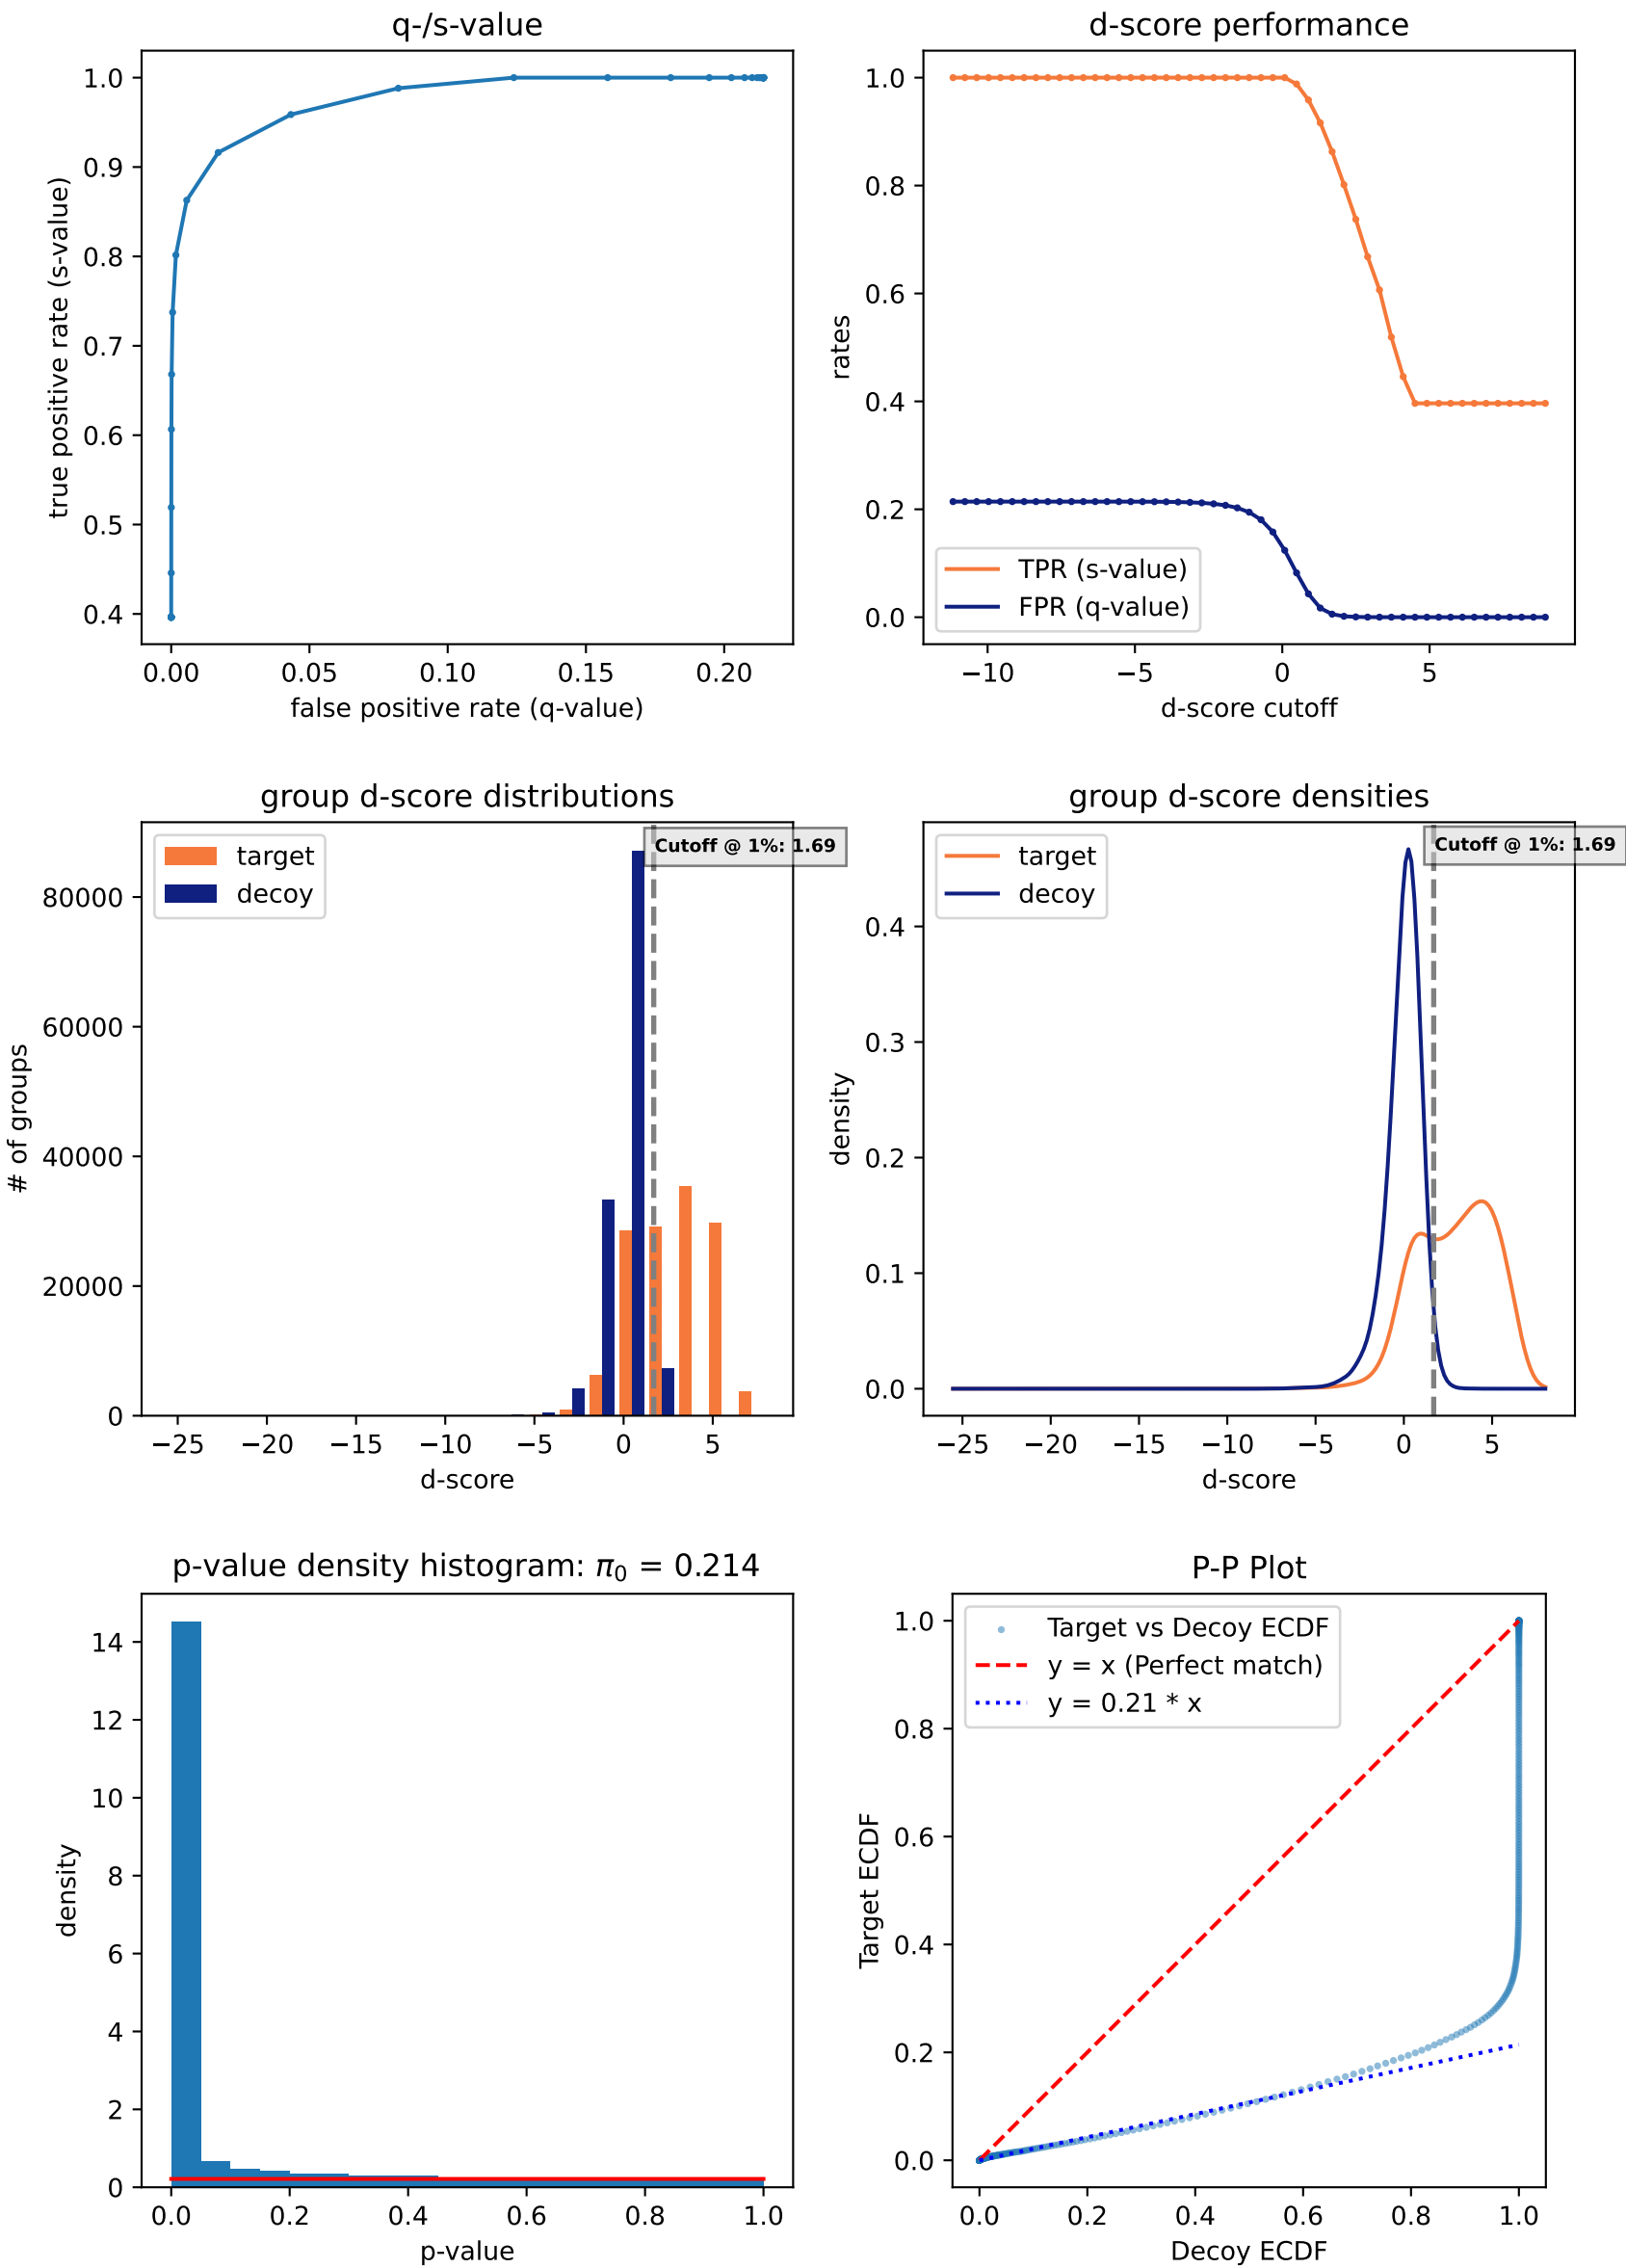 q-/s-value
true positive rate (s-value)
1.0
0.9
0.8
0.7
0.6
0.5
0.4
0.00 0.05 0.10 0.15 0.20
false positive rate (q-value)
d-score performance
rates
1.0
0.8
0.6
0.4
0.2
0.0
TPR (s-value)
FPR (q-value)
−10 −5 0 5
d-score cutoff
group d-score distributions
target
decoy
Cutoff @ 1%: 1.69
# of groups
80000
60000
40000
20000
0
−25 −20 −15 −10 −5 0 5
d-score
group d-score densities
target
decoy
Cutoff @ 1%: 1.69
density
0.4
0.3
0.2
0.1
0.0
−25 −20 −15 −10 −5 0 5
d-score
p-value density histogram: π₀ = 0.214
density
14
12
10
8
6
4
2
0
0.0 0.2 0.4 0.6 0.8 1.0
p-value
P-P Plot
Target vs Decoy ECDF
y = x (Perfect match)
y = 0.21 * x
Target ECDF
1.0
0.8
0.6
0.4
0.2
0.0
0.0 0.2 0.4 0.6 0.8 1.0
Decoy ECDF